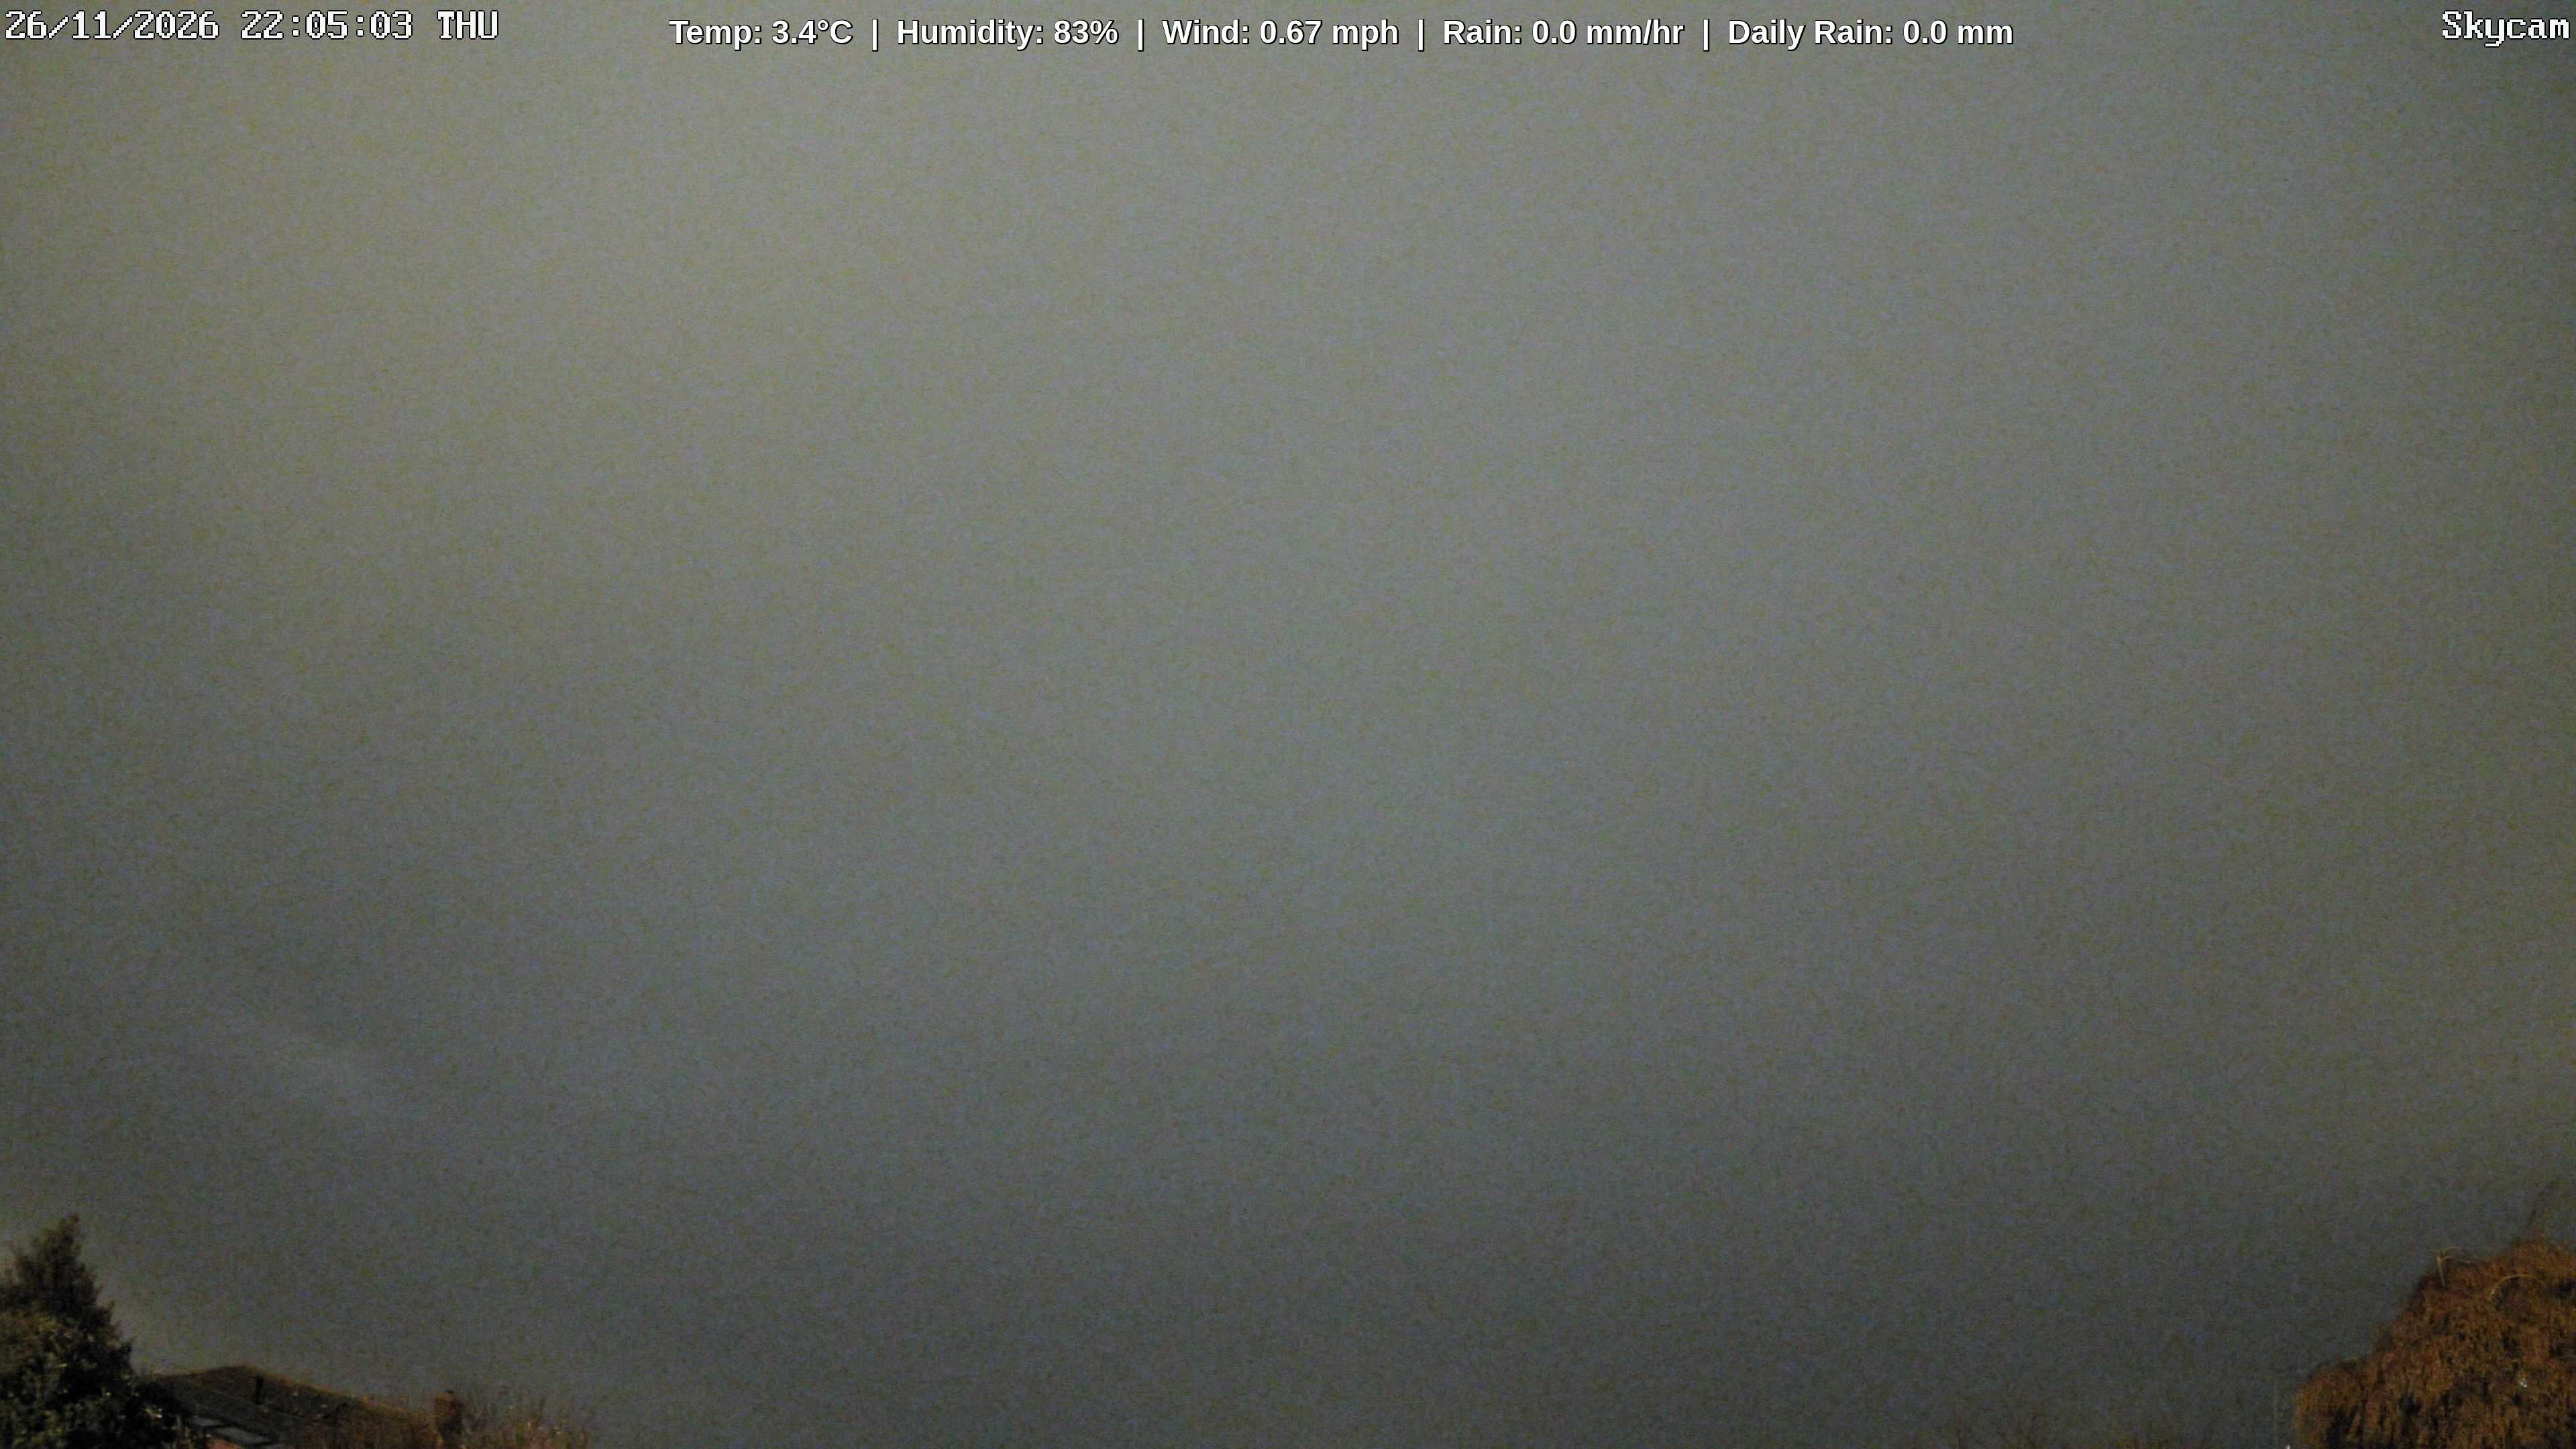 26/11/2026 22:05:03 THU
Temp: 3.4°C | Humidity: 83% | Wind: 0.67 mph | Rain: 0.0 mm/hr | Daily Rain: 0.0 mm
Skycam